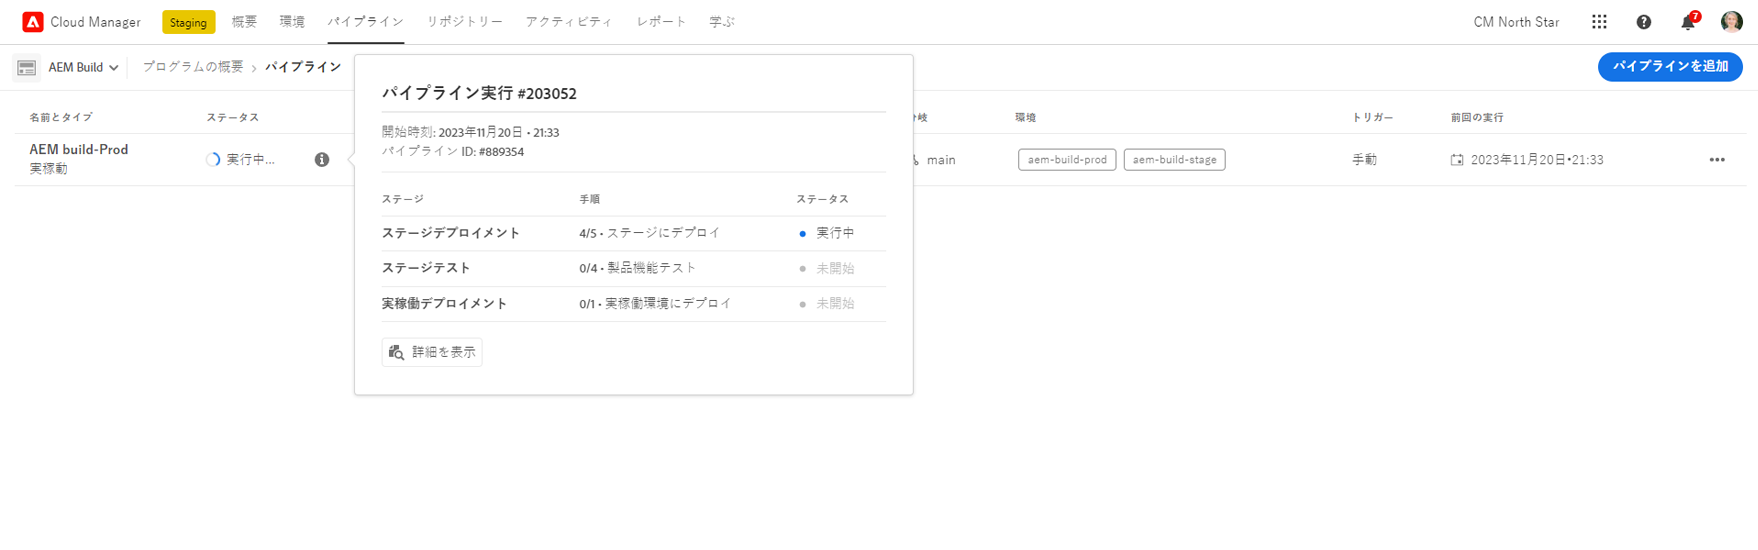 Cloud Manager Staging 概要 環境 パイプライン リポジトリー アクティビティ レポート 学ぶ CM North Star 7
AEM Build プログラムの概要 › パイプライン パイプラインを追加
名前とタイプ ステータス 分岐 環境 トリガー 前回の実行
AEM build-Prod
実稼動
実行中... main aem-build-prod aem-build-stage 手動 2023年11月20日•21:33
パイプライン実行 #203052
開始時刻: 2023年11月20日 • 21:33
パイプライン ID: #889354
ステージ 手順 ステータス
ステージデプロイメント 4/5 • ステージにデプロイ 実行中
ステージテスト 0/4 • 製品機能テスト 未開始
実稼働デプロイメント 0/1 • 実稼働環境にデプロイ 未開始
詳細を表示